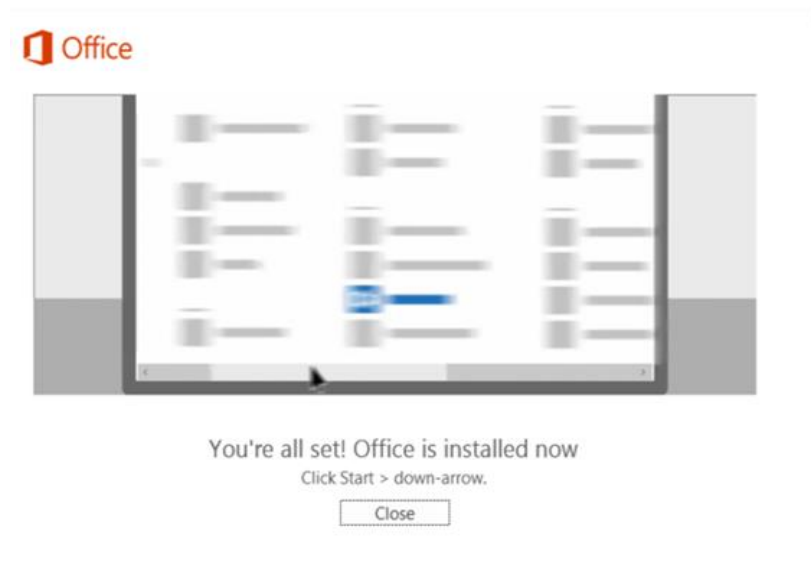 Office
You're all set! Office is installed now
Click Start > down-arrow.
Close